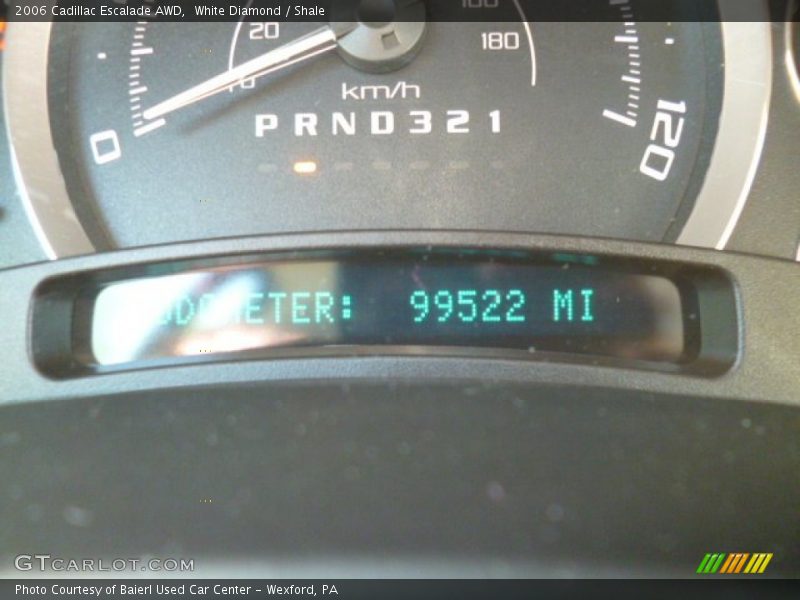 2006 Cadillac Escalade AWD, White Diamond / Shale
20
180
km/h
PRND321
0
120
ODOMETER: 99522 MI
GTCARLOT.COM
Photo Courtesy of Baierl Used Car Center - Wexford, PA